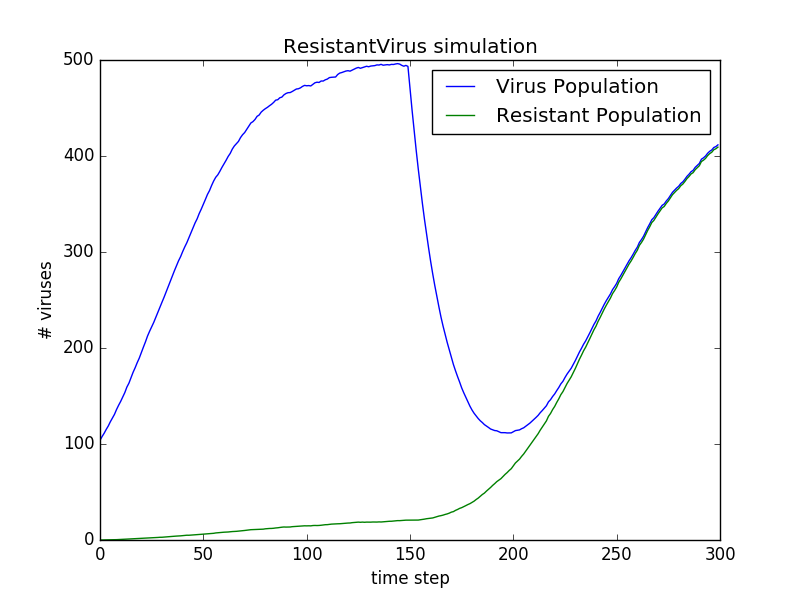 ResistantVirus simulation
Virus Population
Resistant Population
# viruses
500
400
300
200
100
0
0 50 100 150 200 250 300
time step